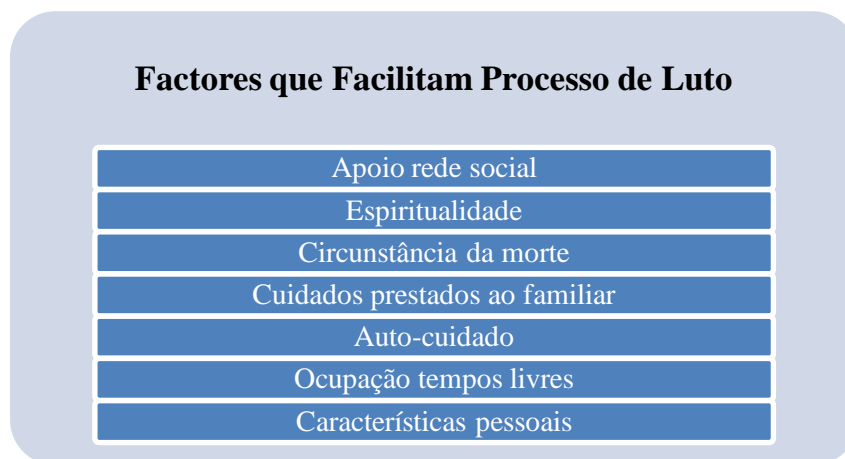 Factores que Facilitam Processo de Luto
Apoio rede social
Espiritualidade
Circunstância da morte
Cuidados prestados ao familiar
Auto-cuidado
Ocupação tempos livres
Características pessoais